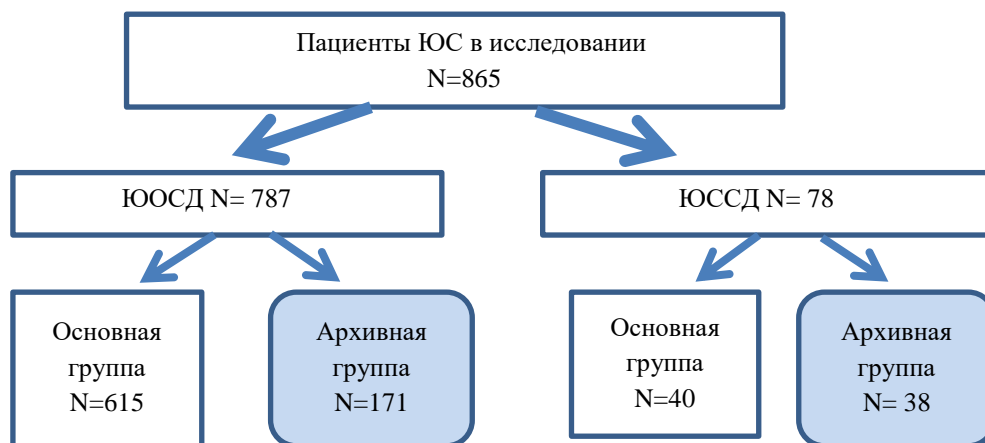 Пациенты ЮС в исследовании
N=865
ЮОСД N= 787
ЮССД N= 78
Основная
группа
N=615
Архивная
группа
N=171
Основная
группа
N=40
Архивная
группа
N= 38